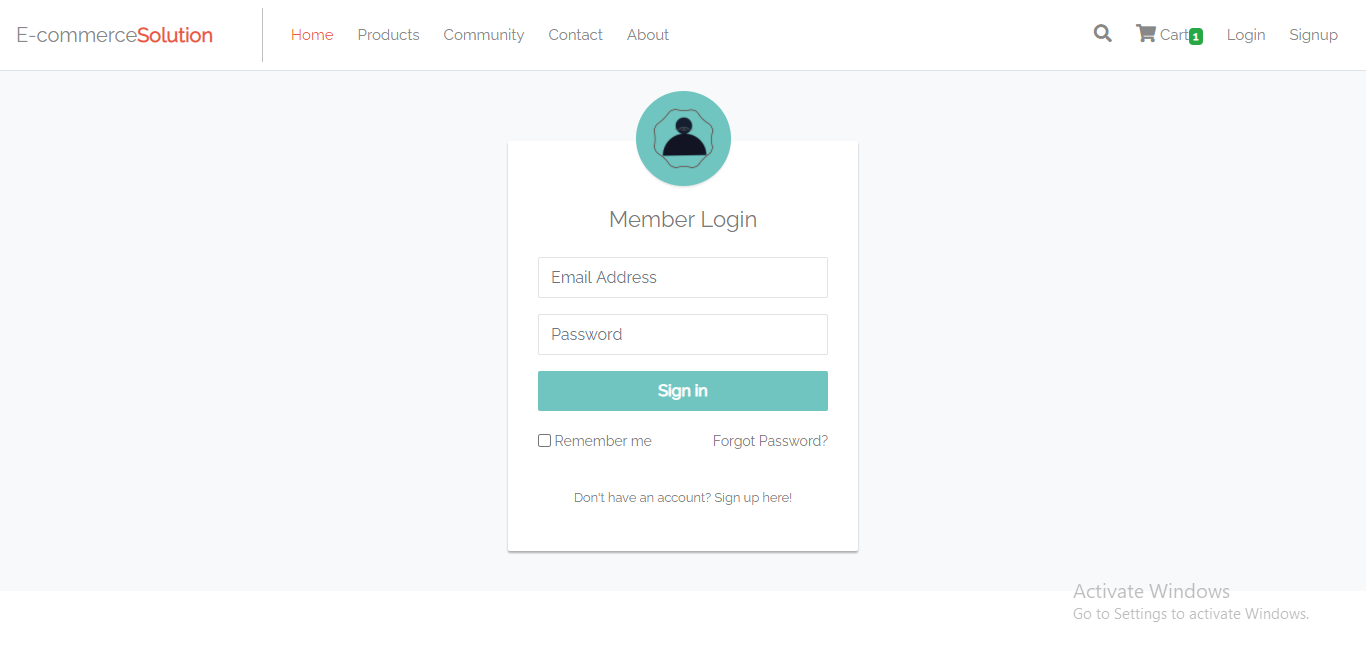 E-commerceSolution Home Products Community Contact About Cart 1 Login Signup
Member Login
Email Address
Password
Sign in
Remember me Forgot Password?
Don't have an account? Sign up here!
Activate Windows
Go to Settings to activate Windows.